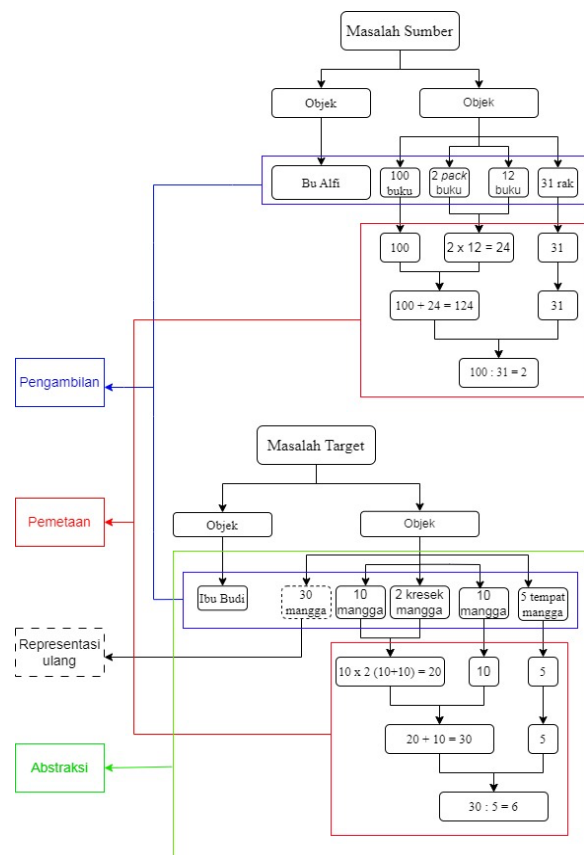 Masalah Sumber
Objek
Objek
Bu Alfi
100
buku
2 pack
buku
12
buku
31 rak
100
2 x 12 = 24
31
100 + 24 = 124
31
100 : 31 = 2
Pengambilan
Masalah Target
Pemetaan
Objek
Objek
Ibu Budi
30
mangga
10
mangga
2 kresek
mangga
10
mangga
5 tempat
mangga
Representasi
ulang
10 x 2 (10+10) = 20
10
5
20 + 10 = 30
5
Abstraksi
30 : 5 = 6